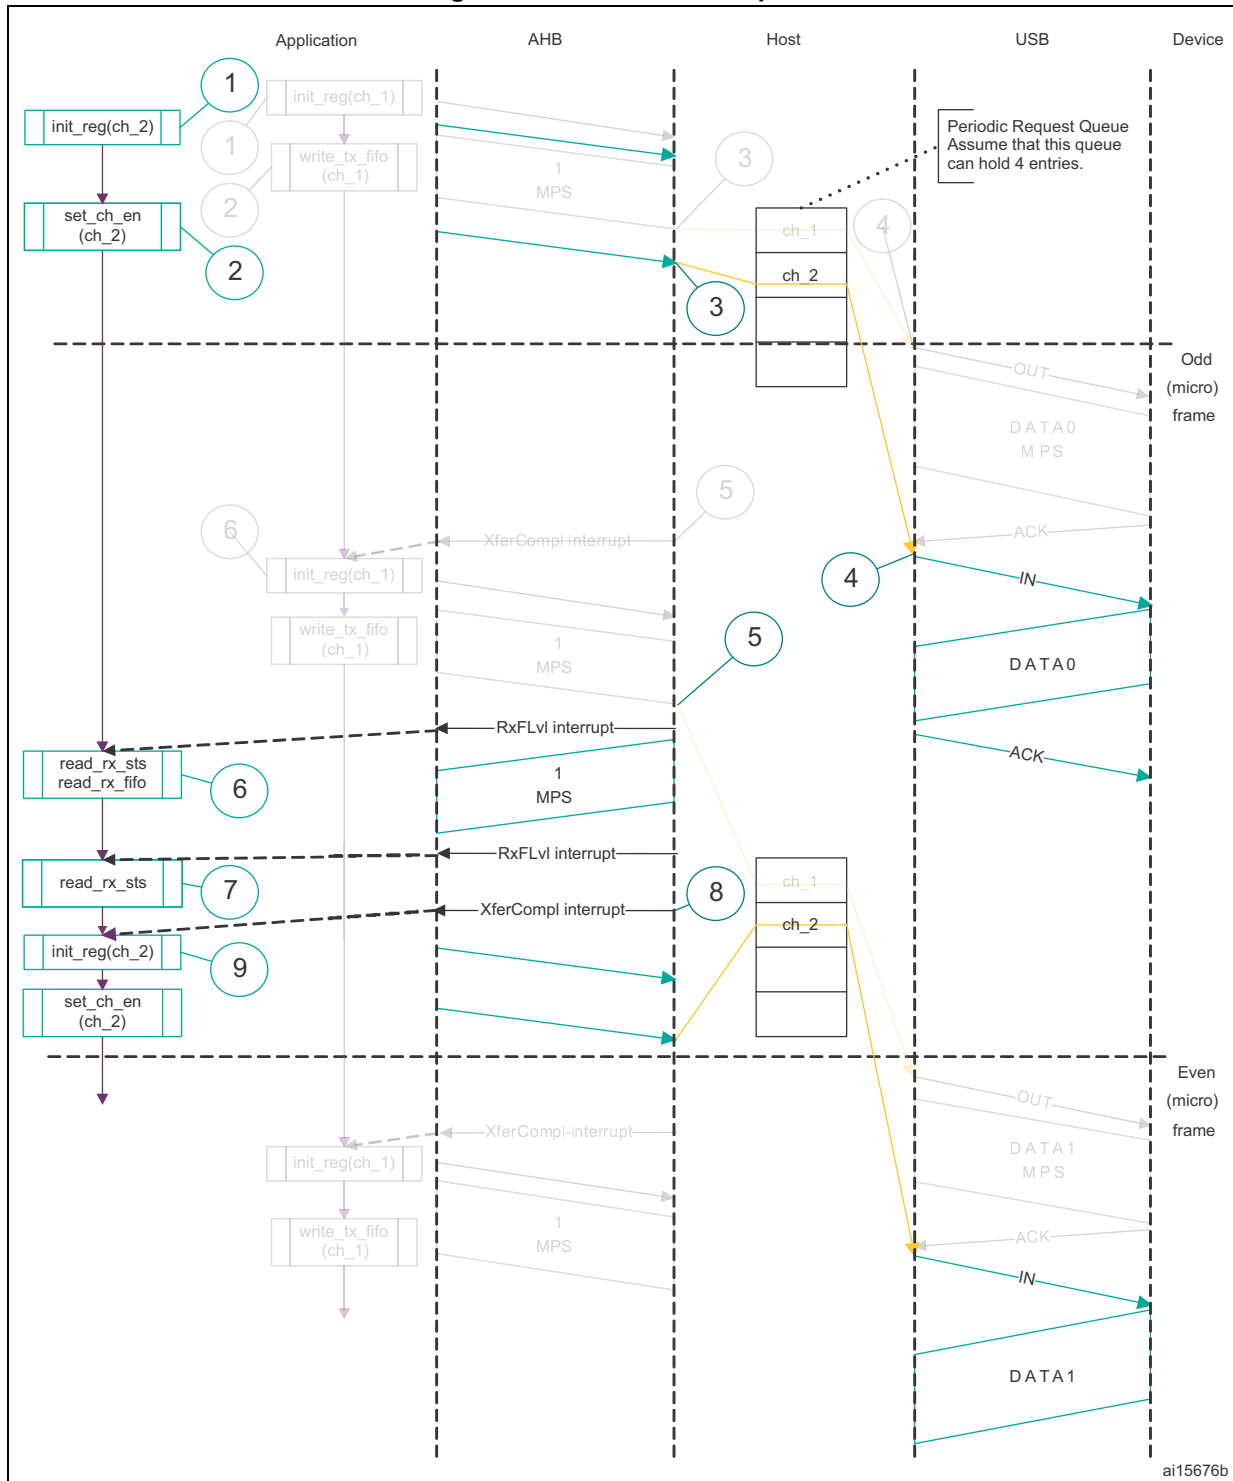 Application
AHB
Host
USB
Device
1
init_reg(ch_2)
init_reg(ch_1)
1
write_tx_fifo
(ch_1)
2
set_ch_en
(ch_2)
2
1
MPS
3
3
Periodic Request Queue
Assume that this queue
can hold 4 entries.
ch_1
ch_2
4
Odd
(micro)
frame
OUT
DATA0
MPS
ACK
5
XferCompl interrupt
6
init_reg(ch_1)
write_tx_fifo
(ch_1)
1
MPS
4
IN
5
DATA0
RxFLvl interrupt
ACK
read_rx_sts
read_rx_fifo
6
1
MPS
RxFLvl interrupt
read_rx_sts
7
XferCompl interrupt
8
ch_1
ch_2
init_reg(ch_2)
9
set_ch_en
(ch_2)
Even
(micro)
frame
OUT
DATA1
MPS
ACK
XferCompl-interrupt
init_reg(ch_1)
write_tx_fifo
(ch_1)
1
MPS
IN
DATA1
ai15676b